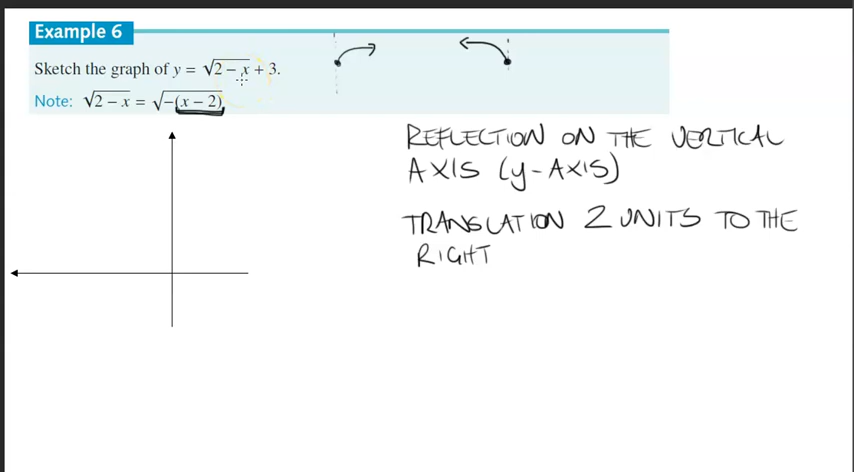 Example 6
Sketch the graph of y = √2 − x + 3.
Note: √2 − x = √−(x − 2)
REFLECTION ON THE VERTICAL
AXIS (y-AXIS)
TRANSLATION 2 UNITS TO THE
RIGHT